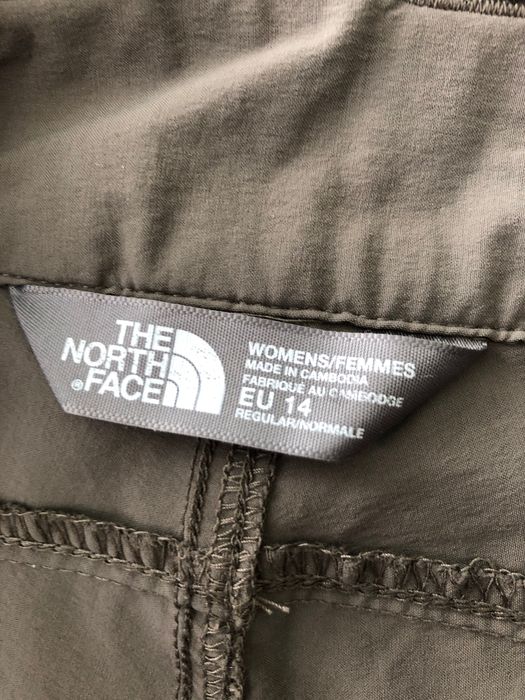 THE
NORTH
®FACE
WOMENS/FEMMES
MADE IN CAMBODIA
FABRIQUÉ AU CAMBODGE
EU 14
REGULAR/NORMALE